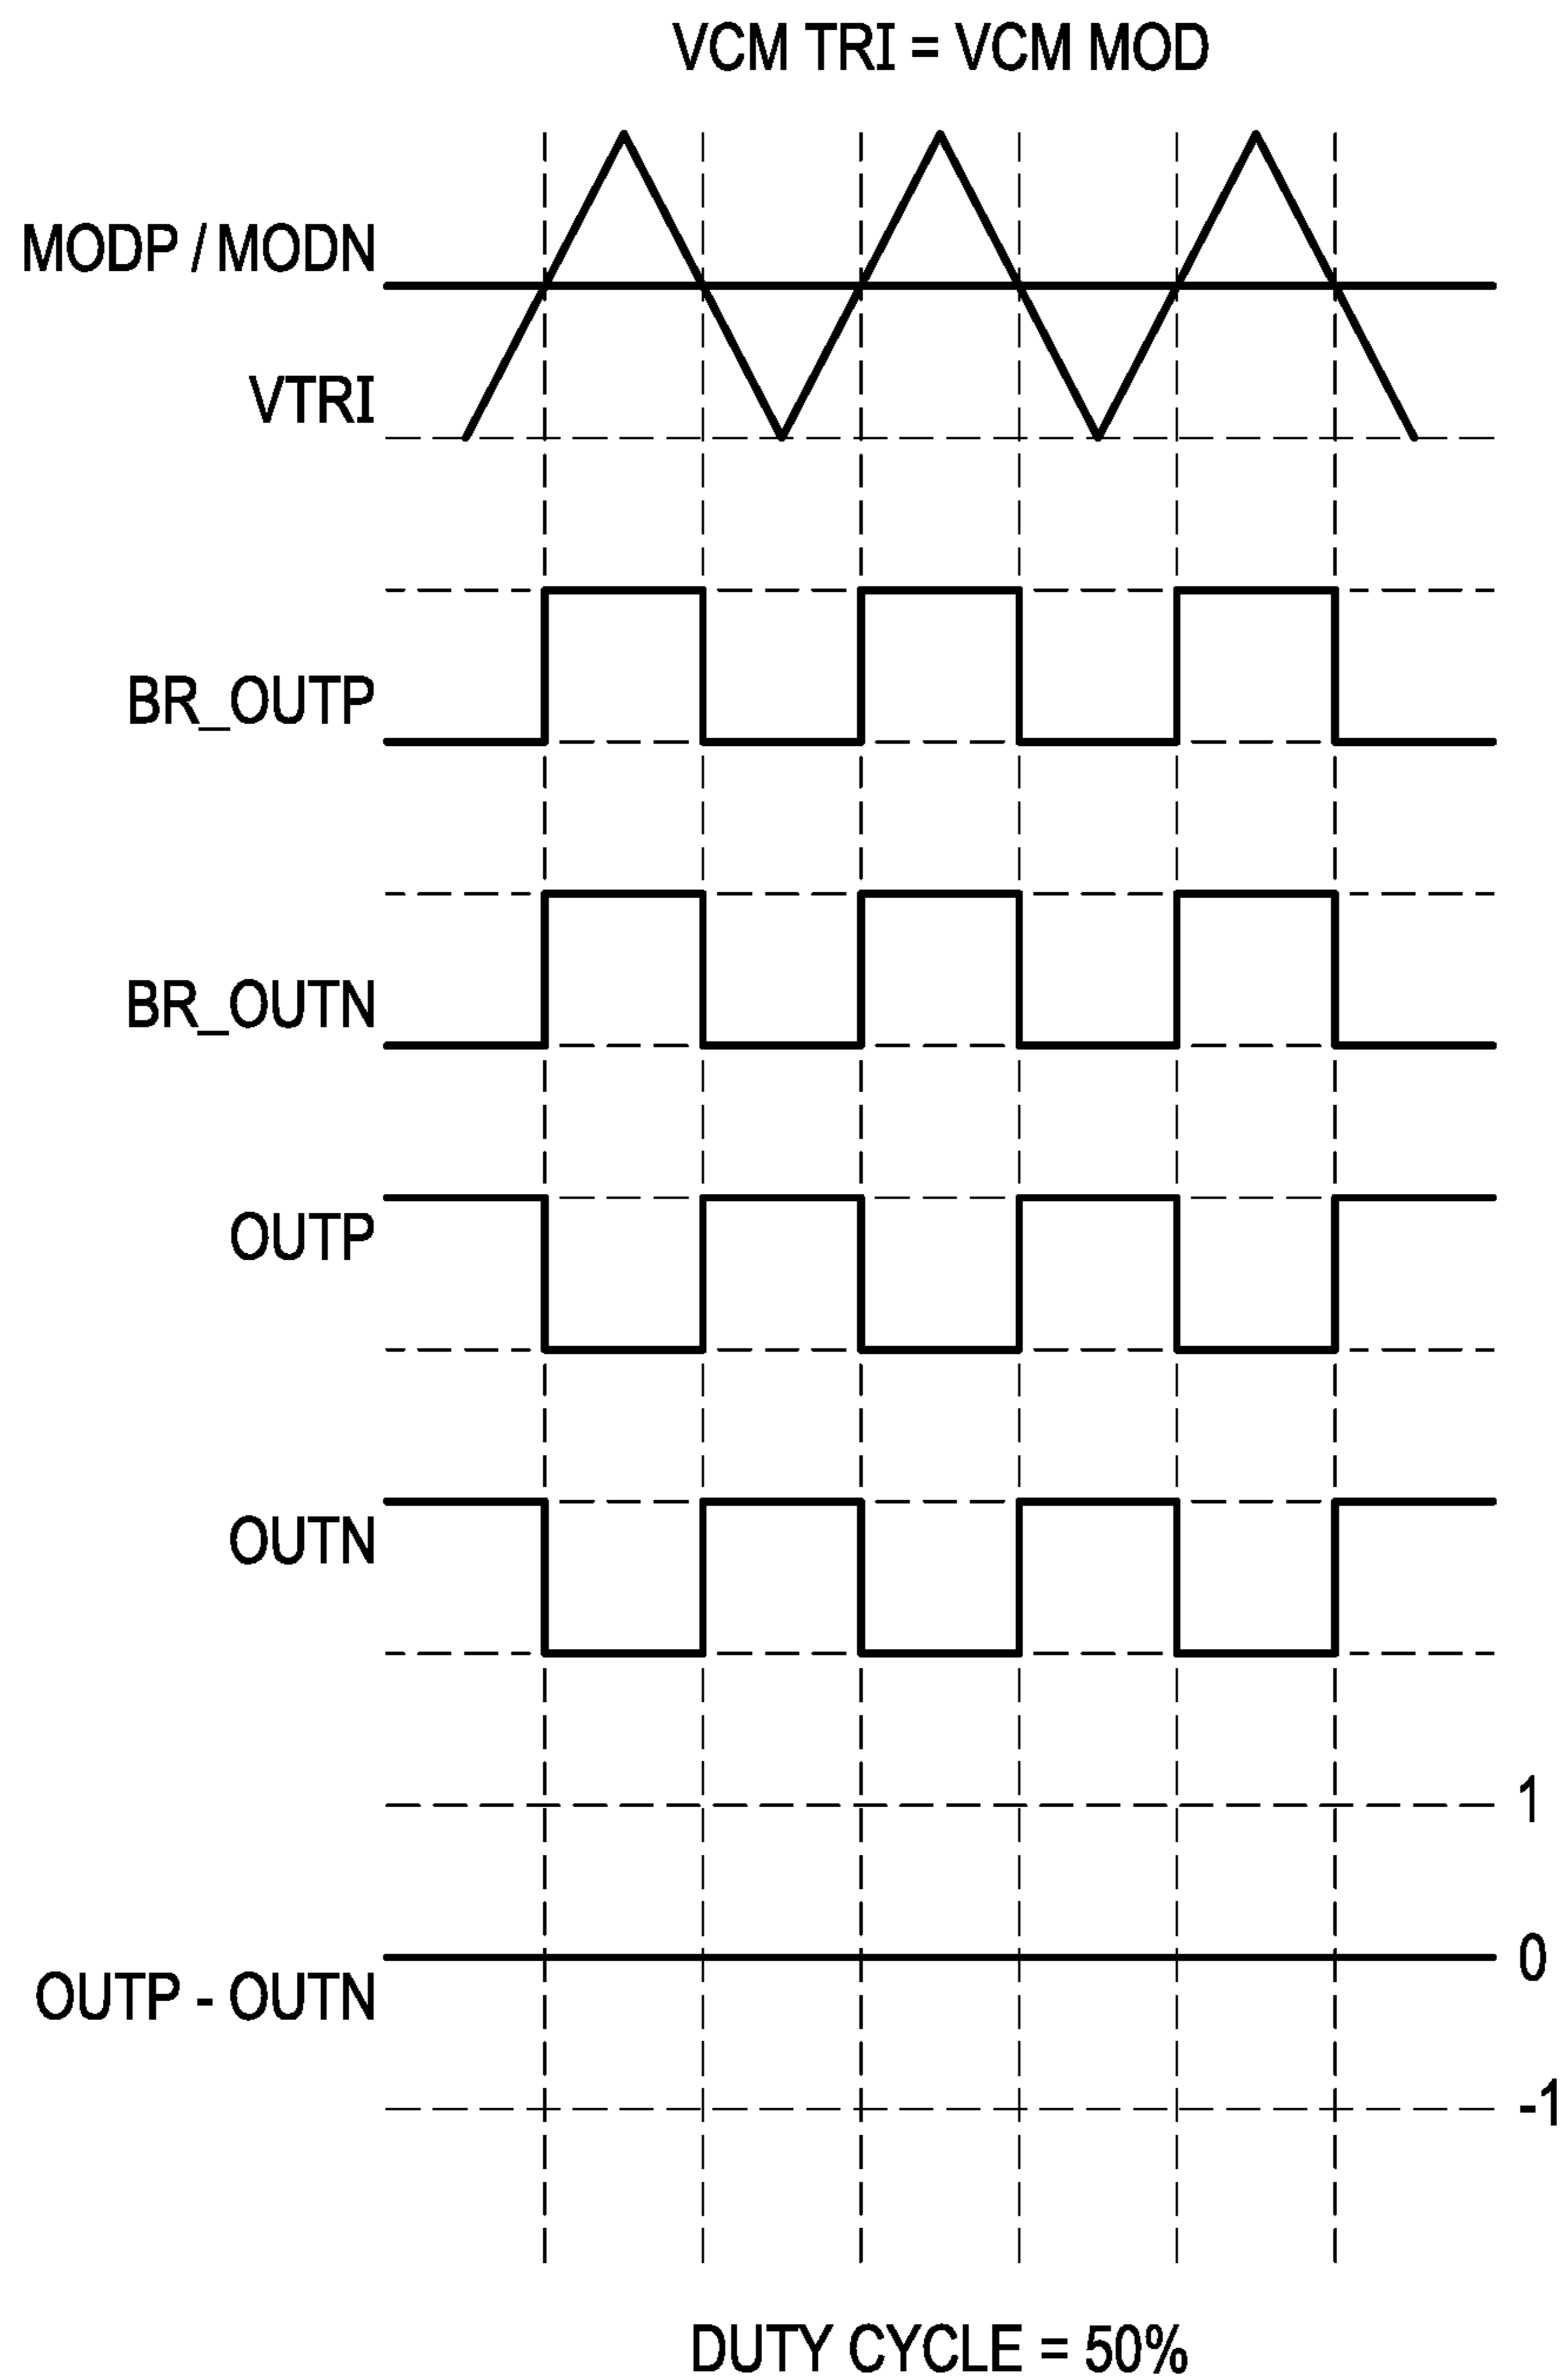 VCM TRI = VCM MOD
MODP / MODN
VTRI
BR_OUTP
BR_OUTN
OUTP
OUTN
1
0
OUTP - OUTN
-1
DUTY CYCLE = 50%